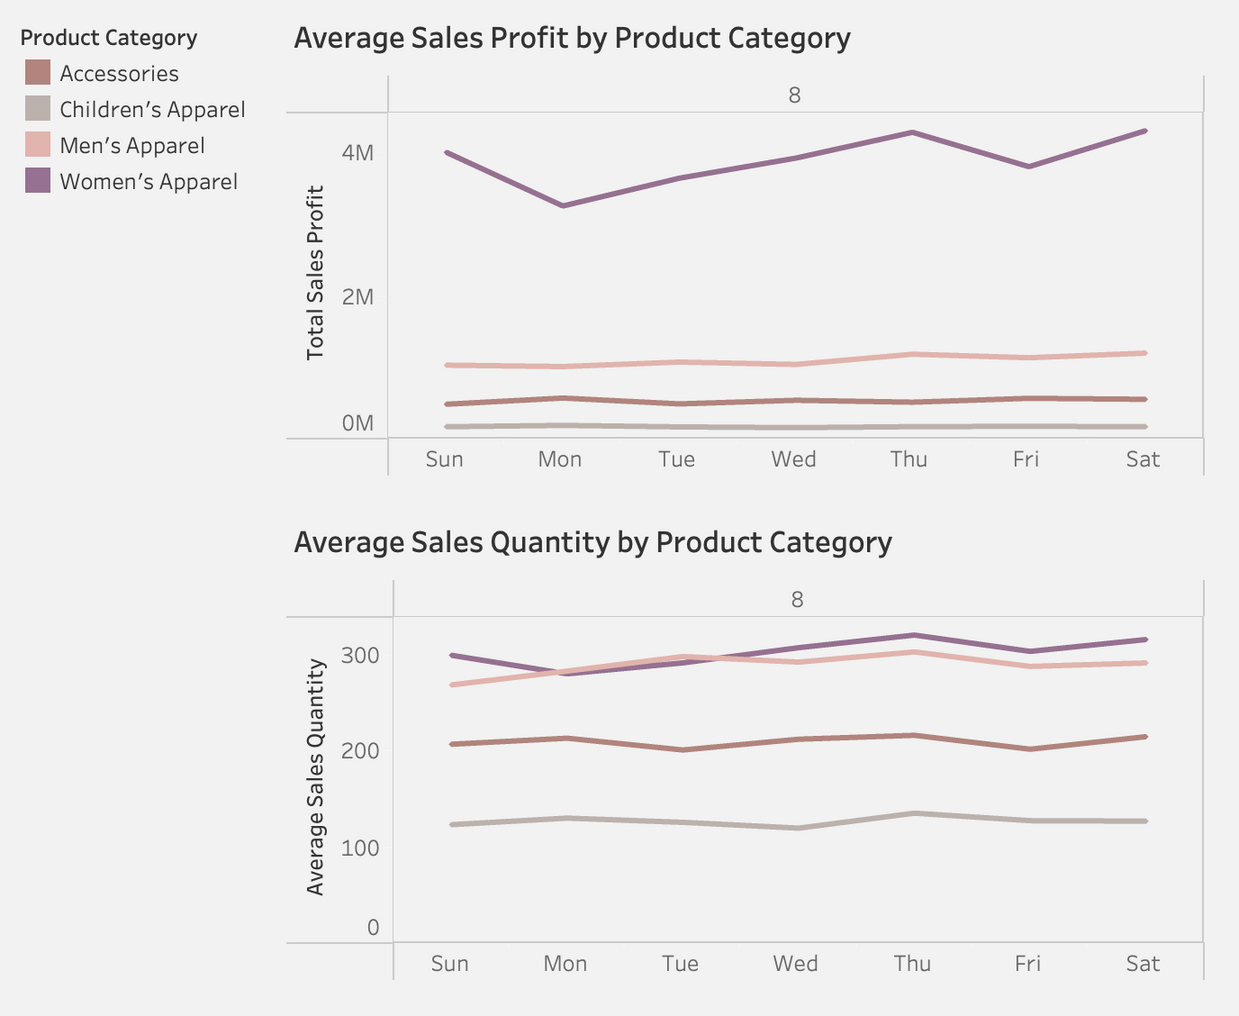 Product Category
Accessories
Children's Apparel
Men's Apparel
Women's Apparel
Average Sales Profit by Product Category
8
Total Sales Profit
4M
2M
0M
Sun Mon Tue Wed Thu Fri Sat
Average Sales Quantity by Product Category
8
Average Sales Quantity
300
200
100
0
Sun Mon Tue Wed Thu Fri Sat